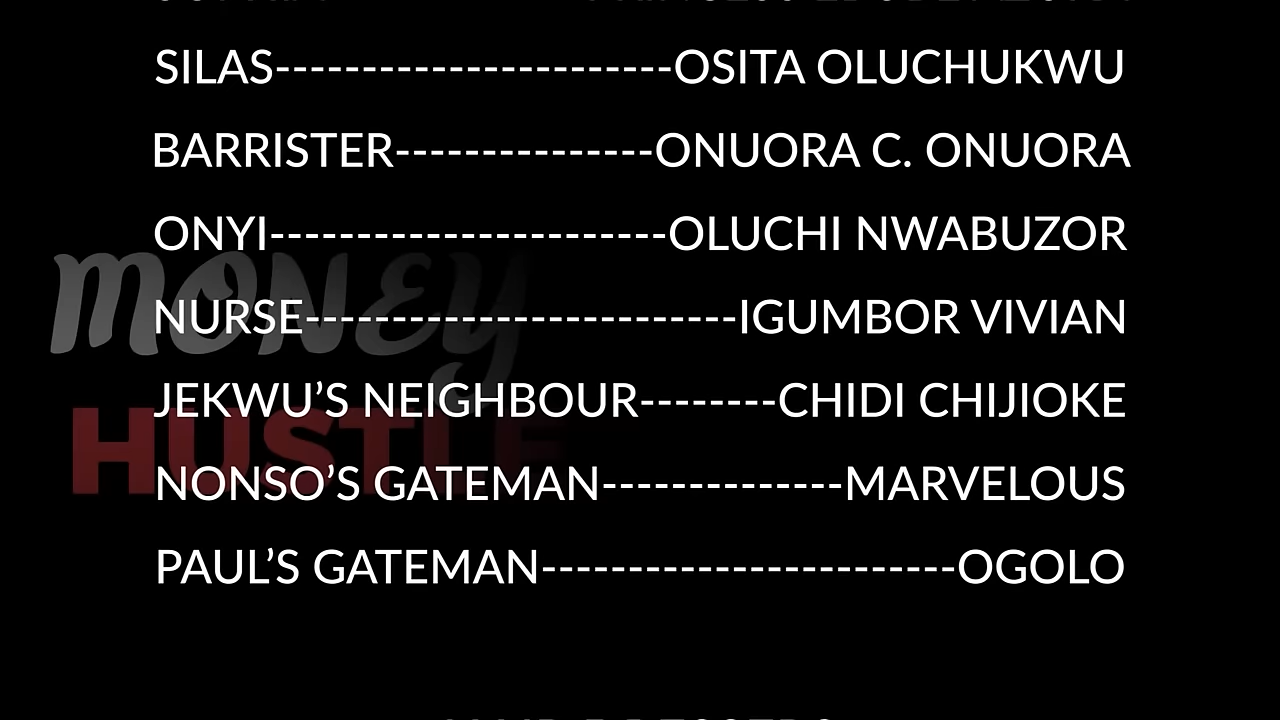 SILAS-----------------------OSITA OLUCHUKWU
BARRISTER---------------ONUORA C. ONUORA
ONYI-----------------------OLUCHI NWABUZOR
MONEY
NURSE-------------------------IGUMBOR VIVIAN
JEKWU’S NEIGHBOUR--------CHIDI CHIJIOKE
HUSTLE
NONSO’S GATEMAN--------------MARVELOUS
PAUL’S GATEMAN------------------------OGOLO